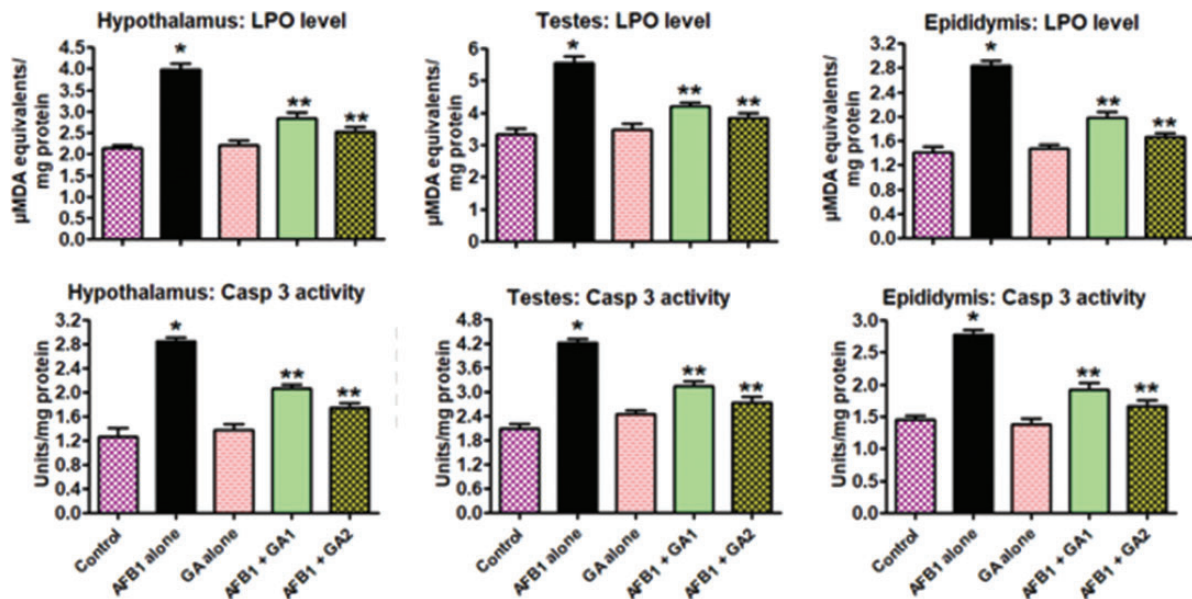 Hypothalamus: LPO level
µMDA equivalents/
mg protein
4.5
4.0
3.5
3.0
2.5
2.0
1.5
1.0
0.5
0.0
*
**
**
Testes: LPO level
µMDA equivalents/
mg protein
6
5
4
3
2
1
0
*
**
**
Epididymis: LPO level
µMDA equivalents/
mg protein
3.2
2.8
2.4
2.0
1.6
1.2
0.8
0.4
0.0
*
**
**
Hypothalamus: Casp 3 activity
Units/mg protein
3.2
2.8
2.4
2.0
1.6
1.2
0.8
0.4
0.0
*
**
**
Control
AFB1 alone
GA alone
AFB1 + GA1
AFB1 + GA2
Testes: Casp 3 activity
Units/mg protein
4.8
4.2
3.6
3.0
2.4
1.8
1.2
0.6
0.0
*
**
**
Control
AFB1 alone
GA alone
AFB1 + GA1
AFB1 + GA2
Epididymis: Casp 3 activity
Units/mg protein
3.0
2.5
2.0
1.5
1.0
0.5
0.0
*
**
**
Control
AFB1 alone
GA alone
AFB1 + GA1
AFB1 + GA2